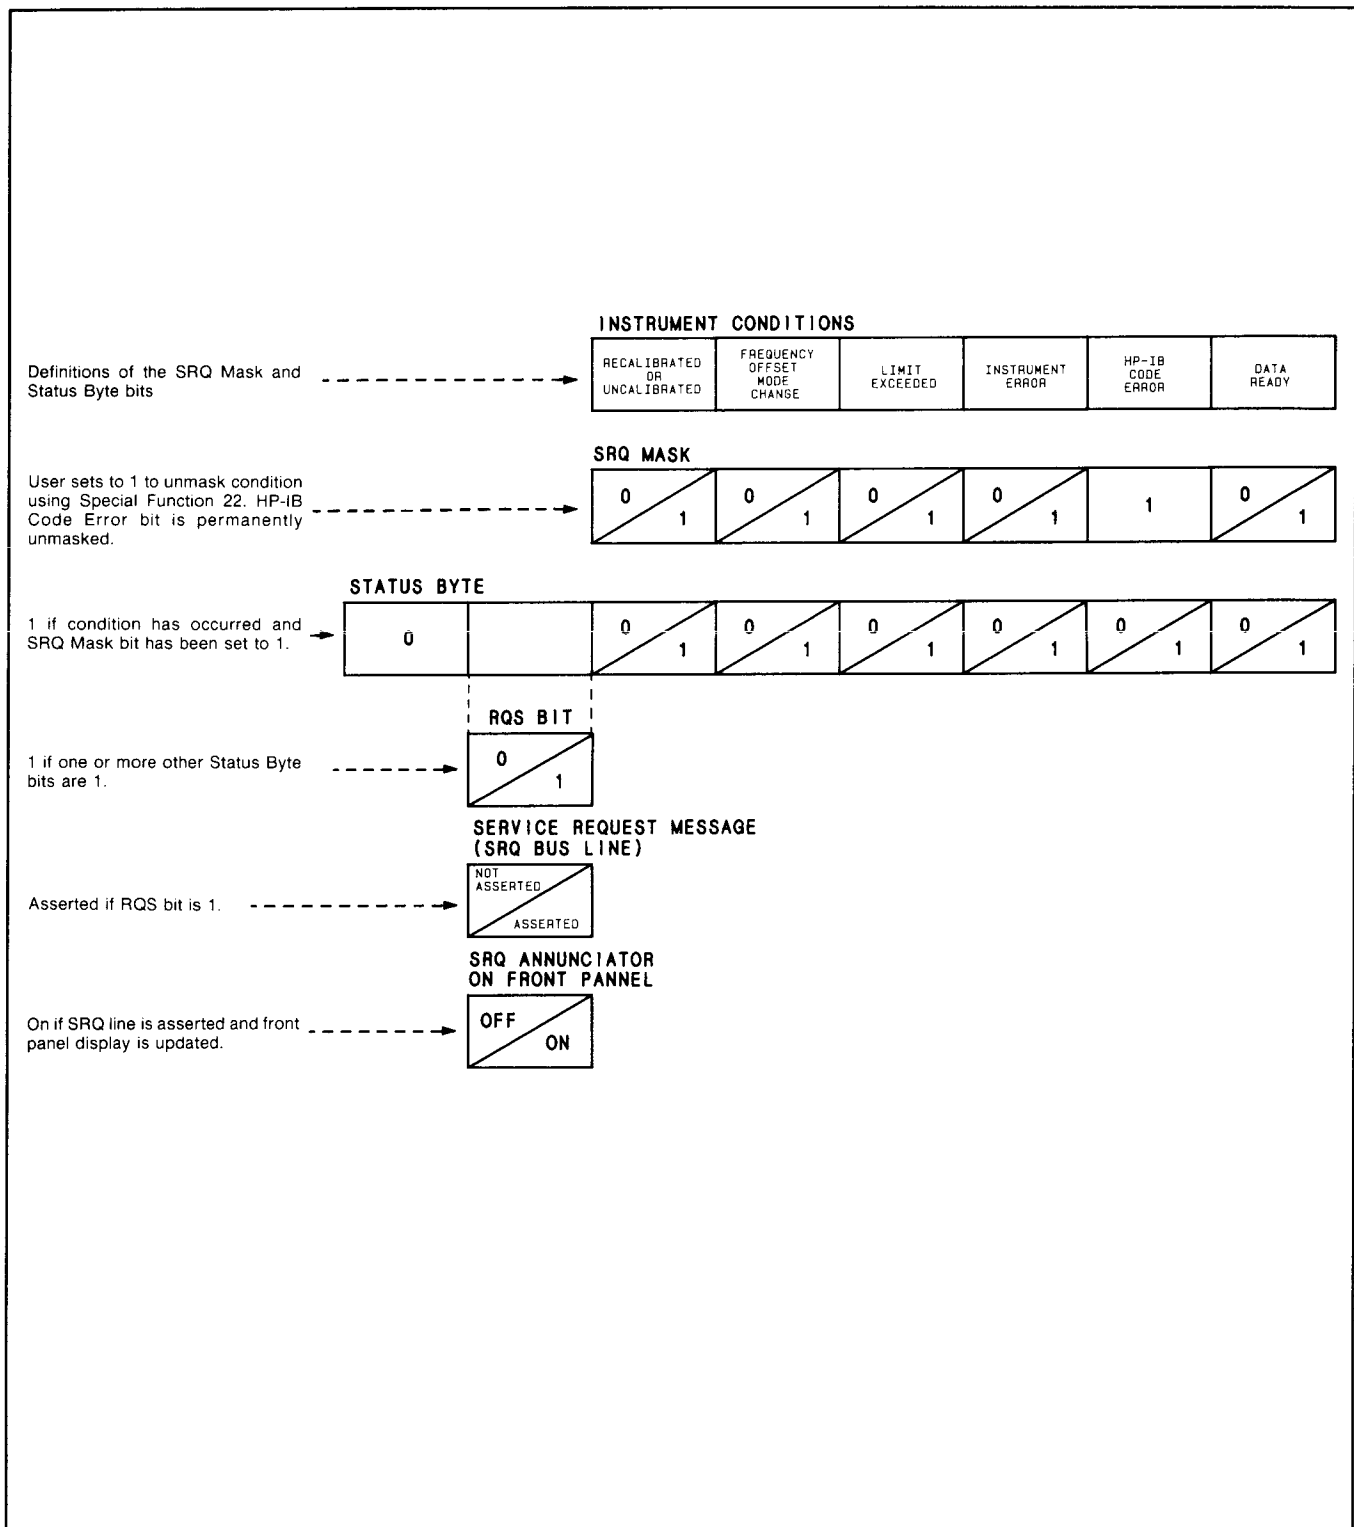 INSTRUMENT CONDITIONS
Definitions of the SRQ Mask and
Status Byte bits
RECALIBRATED
OR
UNCALIBRATED
FREQUENCY
OFFSET
MODE
CHANGE
LIMIT
EXCEEDED
INSTRUMENT
ERROR
HP-IB
CODE
ERROR
DATA
READY
SRQ MASK
User sets to 1 to unmask condition
using Special Function 22. HP-IB
Code Error bit is permanently
unmasked.
0 1 0 1 0 1 0 1 1 0 1
STATUS BYTE
1 if condition has occurred and
SRQ Mask bit has been set to 1.
0 0 1 0 1 0 1 0 1 0 1 0 1
RQS BIT
1 if one or more other Status Byte
bits are 1.
0
1
SERVICE REQUEST MESSAGE
(SRQ BUS LINE)
Asserted if RQS bit is 1.
NOT
ASSERTED
ASSERTED
SRQ ANNUNCIATOR
ON FRONT PANNEL
On if SRQ line is asserted and front
panel display is updated.
OFF
ON